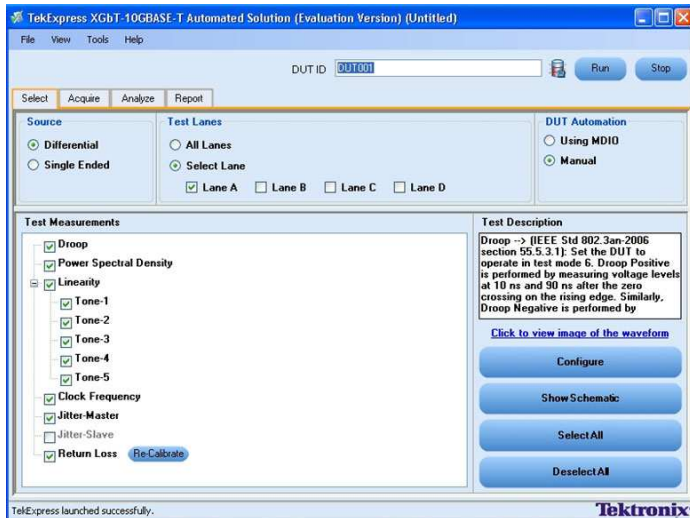 TekExpress XGbT-10GBASE-T Automated Solution (Evaluation Version) (Untitled)
File View Tools Help
DUT ID DUT001 Run Stop
Select Acquire Analyze Report
Source
Differential
Single Ended
Test Lanes
All Lanes
Select Lane
Lane A Lane B Lane C Lane D
DUT Automation
Using MDIO
Manual
Test Measurements
Droop
Power Spectral Density
Linearity
Tone-1
Tone-2
Tone-3
Tone-4
Tone-5
Clock Frequency
Jitter-Master
Jitter-Slave
Return Loss Re-Calibrate
Test Description
Droop --> (IEEE Std 802.3an-2006
section 55.5.3.1): Set the DUT to
operate in test mode 6. Droop Positive
is performed by measuring voltage levels
at 10 ns and 90 ns after the zero
crossing on the rising edge. Similarly,
Droop Negative is performed by
Click to view image of the waveform
Configure
Show Schematic
Select All
Deselect All
TekExpress launched successfully.
Tektronix